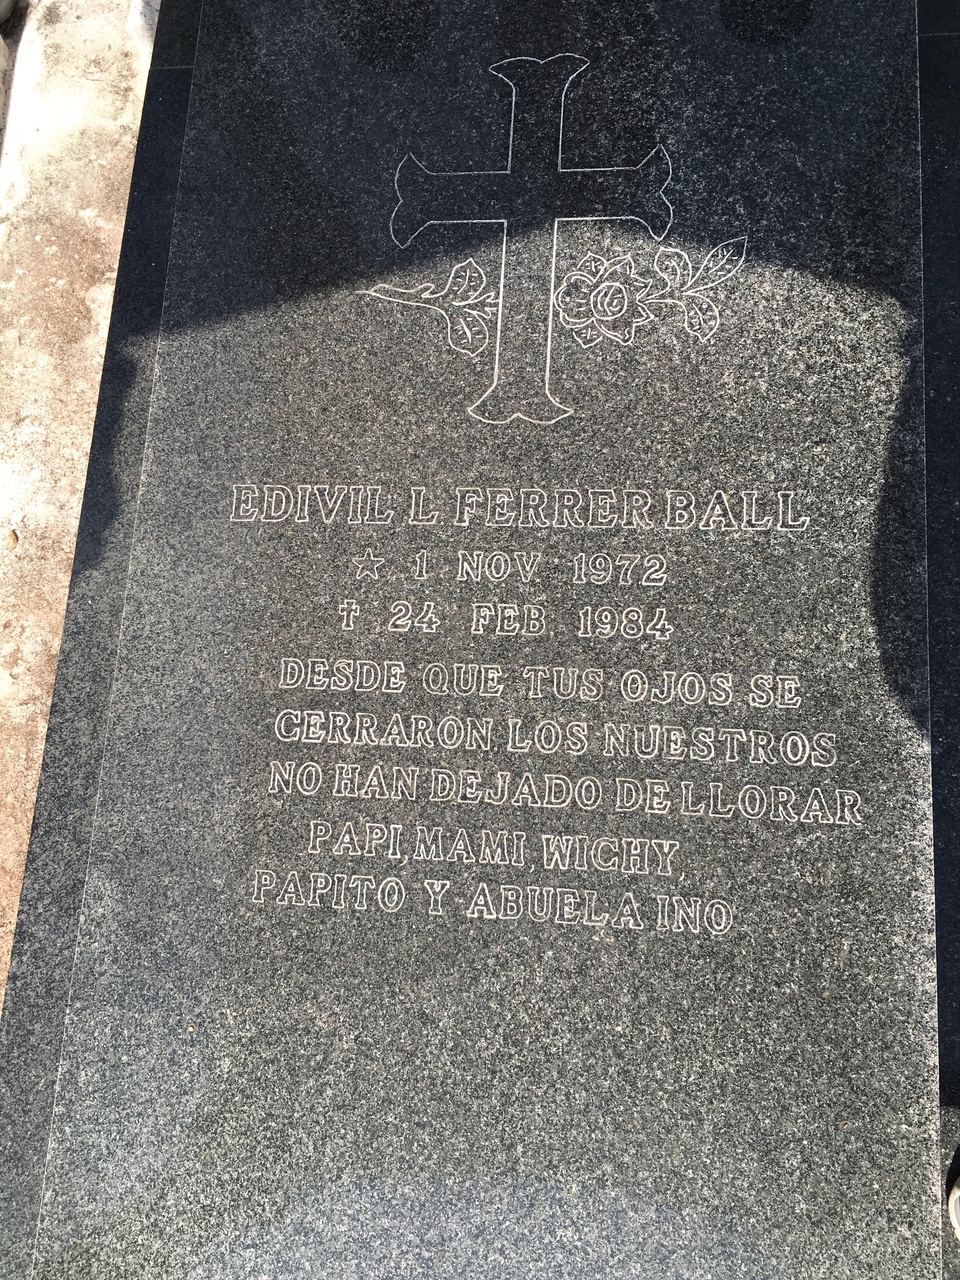 EDIVIL L FERRER BALL
☆ 1 NOV 1972
✝ 24 FEB 1984
DESDE QUE TUS OJOS SE
CERRARON LOS NUESTROS
NO HAN DEJADO DE LLORAR
PAPI, MAMI, WICHY,
PAPITO Y ABUELA INO